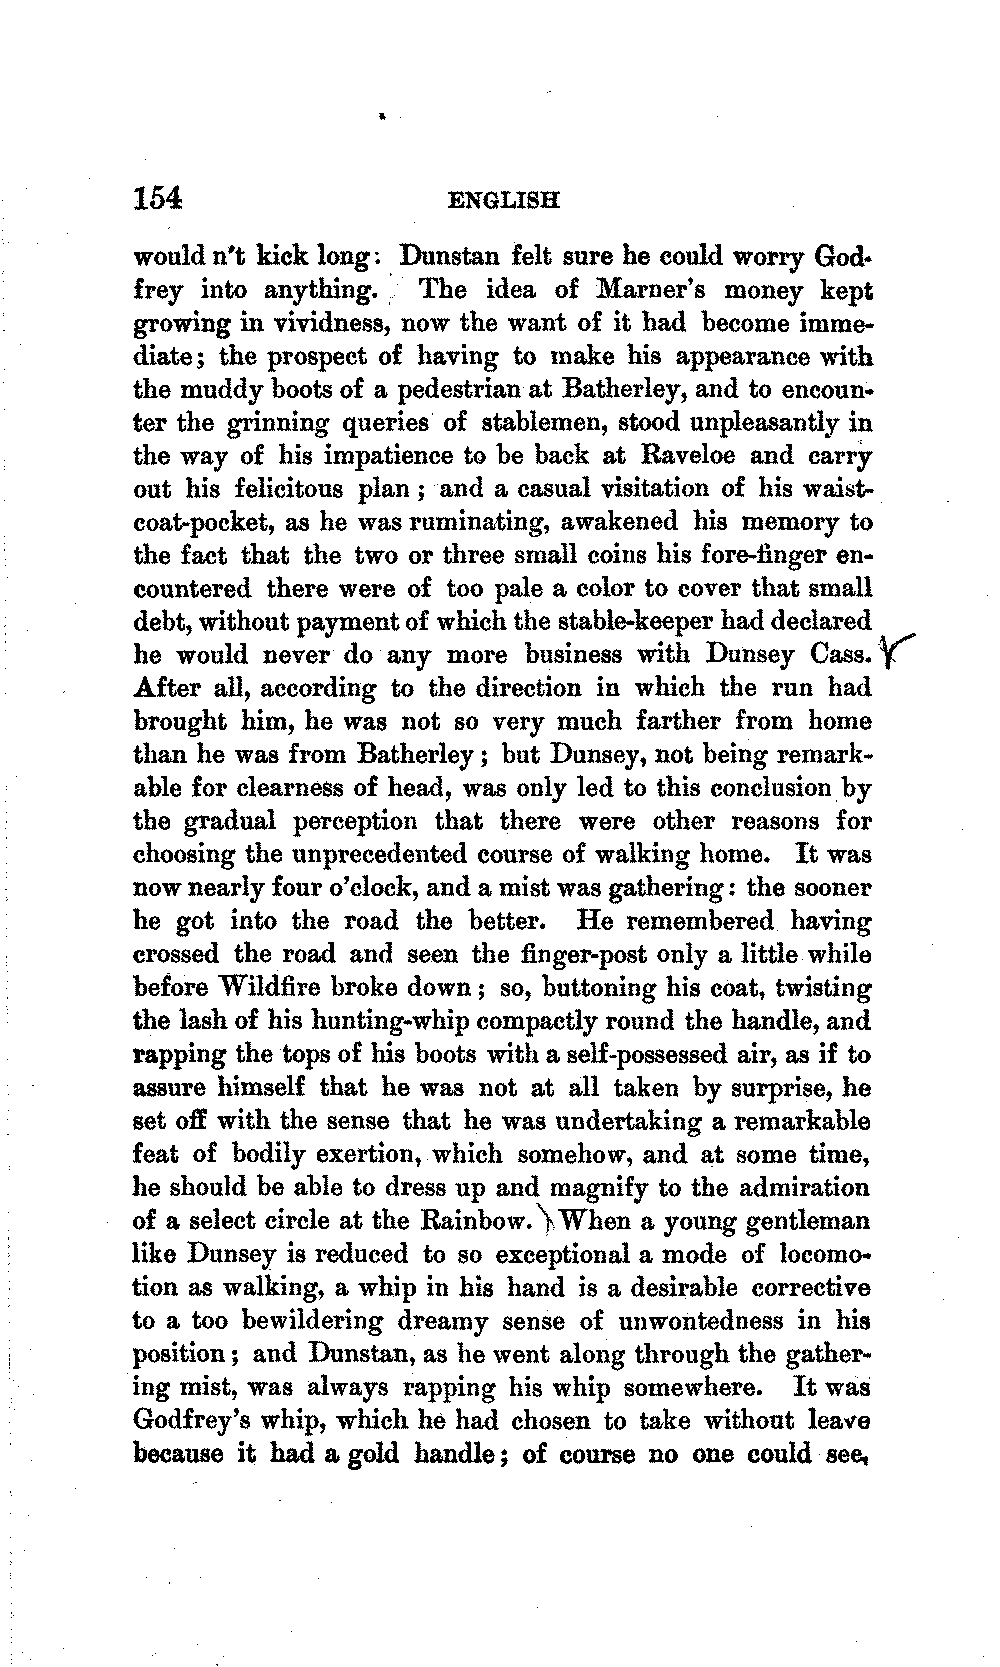 154 ENGLISH
would n't kick long: Dunstan felt sure he could worry God-
frey into anything. The idea of Marner's money kept
growing in vividness, now the want of it had become imme-
diate; the prospect of having to make his appearance with
the muddy boots of a pedestrian at Batherley, and to encoun-
ter the grinning queries of stablemen, stood unpleasantly in
the way of his impatience to be back at Raveloe and carry
out his felicitous plan; and a casual visitation of his waist-
coat-pocket, as he was ruminating, awakened his memory to
the fact that the two or three small coins his fore-finger en-
countered there were of too pale a color to cover that small
debt, without payment of which the stable-keeper had declared
he would never do any more business with Dunsey Cass.
After all, according to the direction in which the run had
brought him, he was not so very much farther from home
than he was from Batherley; but Dunsey, not being remark-
able for clearness of head, was only led to this conclusion by
the gradual perception that there were other reasons for
choosing the unprecedented course of walking home. It was
now nearly four o'clock, and a mist was gathering: the sooner
he got into the road the better. He remembered having
crossed the road and seen the finger-post only a little while
before Wildfire broke down; so, buttoning his coat, twisting
the lash of his hunting-whip compactly round the handle, and
rapping the tops of his boots with a self-possessed air, as if to
assure himself that he was not at all taken by surprise, he
set off with the sense that he was undertaking a remarkable
feat of bodily exertion, which somehow, and at some time,
he should be able to dress up and magnify to the admiration
of a select circle at the Rainbow. When a young gentleman
like Dunsey is reduced to so exceptional a mode of locomo-
tion as walking, a whip in his hand is a desirable corrective
to a too bewildering dreamy sense of unwontedness in his
position; and Dunstan, as he went along through the gather-
ing mist, was always rapping his whip somewhere. It was
Godfrey's whip, which he had chosen to take without leave
because it had a gold handle; of course no one could see,